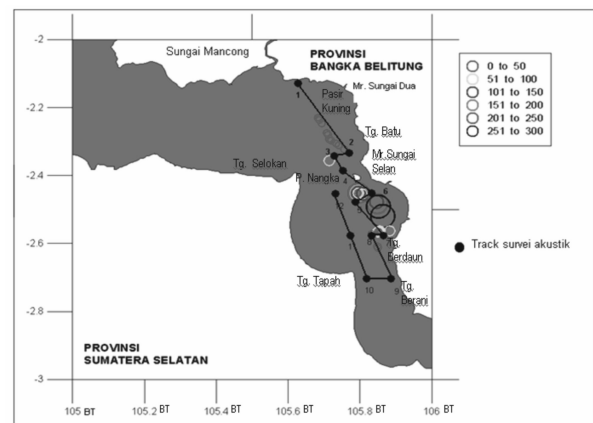 -2
-2.2
-2.4
-2.6
-2.8
-3
105 BT
105.2 BT
105.4 BT
105.6 BT
105.8 BT
106 BT
Sungai Mancong
PROVINSI
BANGKA BELITUNG
Mr. Sungai Dua
Pasir
Kuning
1
Tg. Batu
2
3
Mr.Sungai
Selan
Tg. Selokan
4
P. Nangka
6
5
12
11
8
Tg.
Berdaun
Tg. Tapah
10
9
Tg.
Berani
PROVINSI
SUMATERA SELATAN
0 to 50
51 to 100
101 to 150
151 to 200
201 to 250
251 to 300
Track survei akustik